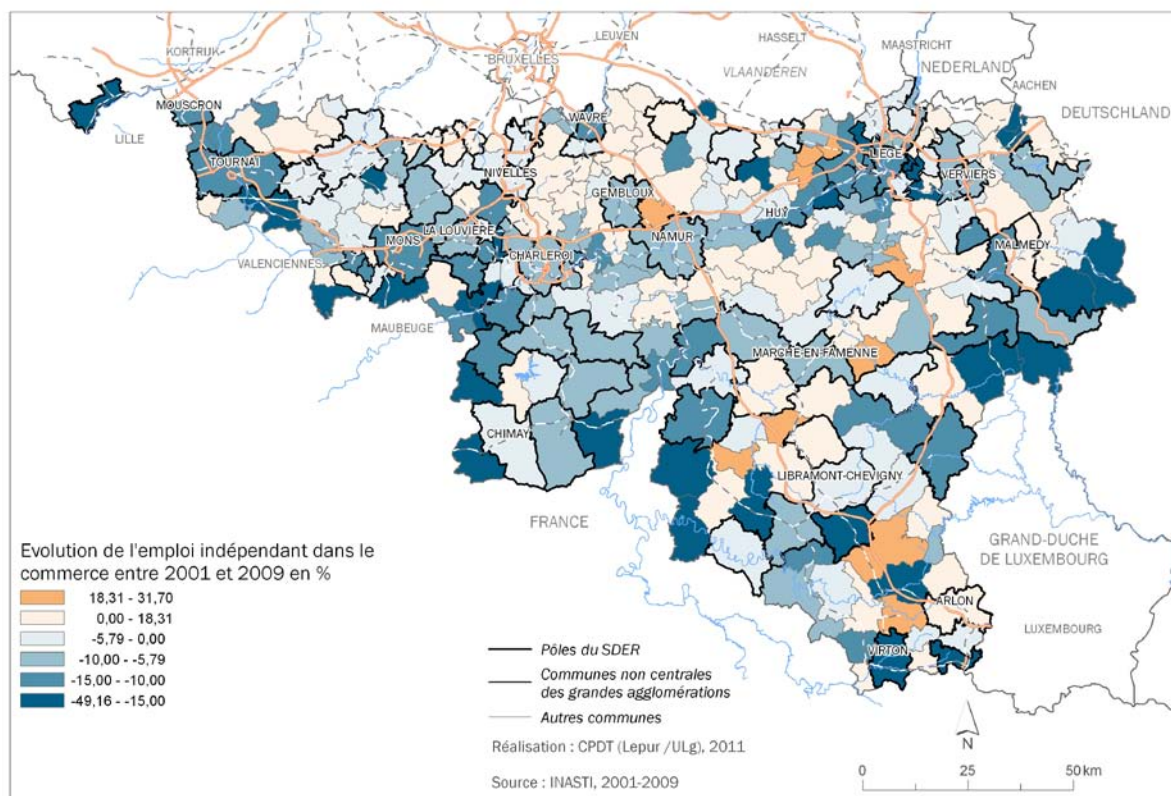 LEUVEN
HASSELT
MAASTRICHT
KORTRIJK
BRUXELLES
VLAANDEREN
NEDERLAND
AACHEN
DEUTSCHLAND
MOUSCRON
WAVRE
LILLE
TOURNAI
LIEGE
NIVELLES
VERVIERS
GEMBLOUX
HUY
LA LOUVIERE
NAMUR
MONS
MALMEDY
CHARLEROI
VALENCIENNES
MAUBEUGE
MARCHE-EN-FAMENNE
CHIMAY
LIBRAMONT-CHEVIGNY
FRANCE
GRAND-DUCHE
DE LUXEMBOURG
ARLON
LUXEMBOURG
VIRTON
Evolution de l'emploi indépendant dans le
commerce entre 2001 et 2009 en %
18,31 - 31,70
0,00 - 18,31
-5,79 - 0,00
-10,00 - -5,79
-15,00 - -10,00
-49,16 - -15,00
Pôles du SDER
Communes non centrales
des grandes agglomérations
Autres communes
Réalisation : CPDT (Lepur /ULg), 2011
Source : INASTI, 2001-2009
N
0 25 50 km